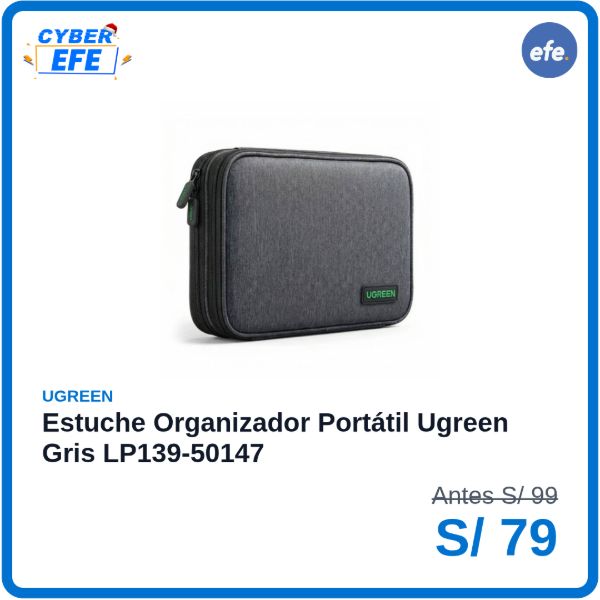 CYBER
EFE
efe.
UGREEN
UGREEN
Estuche Organizador Portátil Ugreen
Gris LP139-50147
Antes S/ 99
S/ 79